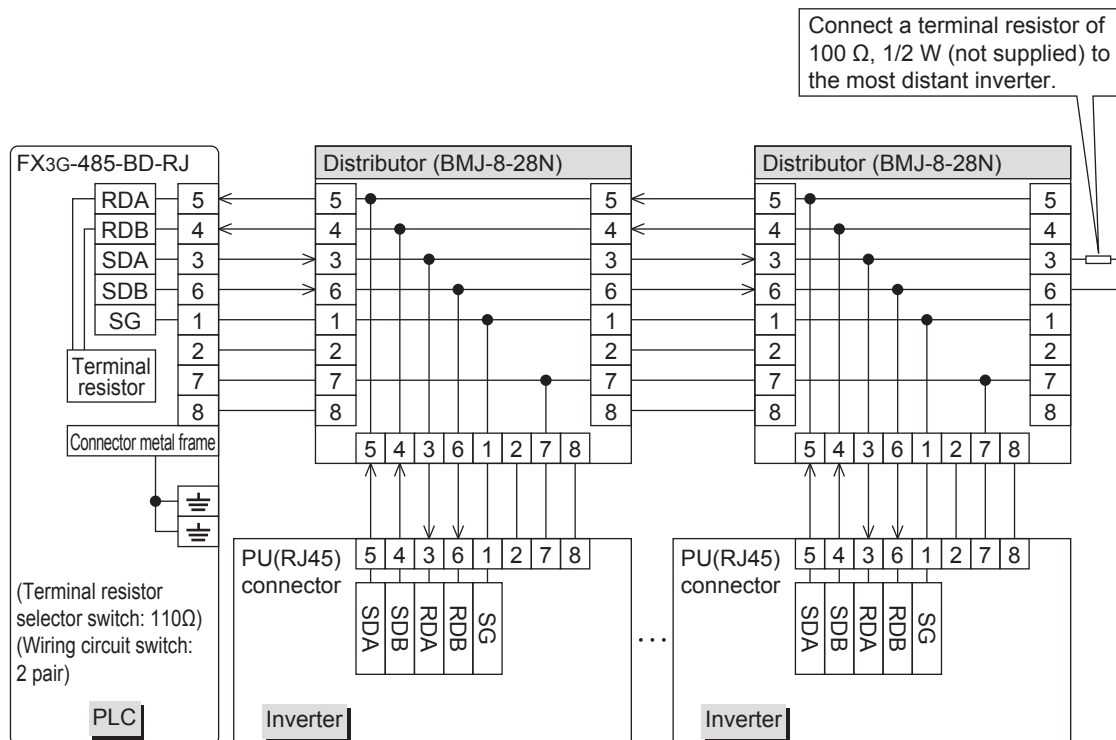 Connect a terminal resistor of
100 Ω, 1/2 W (not supplied) to
the most distant inverter.
FX3G-485-BD-RJ
RDA 5
RDB 4
SDA 3
SDB 6
SG 1
2
7
8
Terminal
resistor
Connector metal frame
(Terminal resistor
selector switch: 110Ω)
(Wiring circuit switch:
2 pair)
PLC
Distributor (BMJ-8-28N)
5 5
4 4
3 3
6 6
1 1
2 2
7 7
8 8
5 4 3 6 1 2 7 8
PU(RJ45)
connector
5 4 3 6 1 2 7 8
SDA SDB RDA RDB SG
Inverter
...
Distributor (BMJ-8-28N)
5 5
4 4
3 3
6 6
1 1
2 2
7 7
8 8
5 4 3 6 1 2 7 8
PU(RJ45)
connector
5 4 3 6 1 2 7 8
SDA SDB RDA RDB SG
Inverter